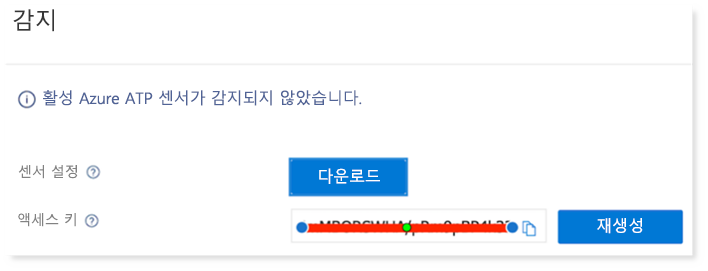 감지
활성 Azure ATP 센서가 감지되지 않았습니다.
센서 설정
다운로드
액세스 키
재생성